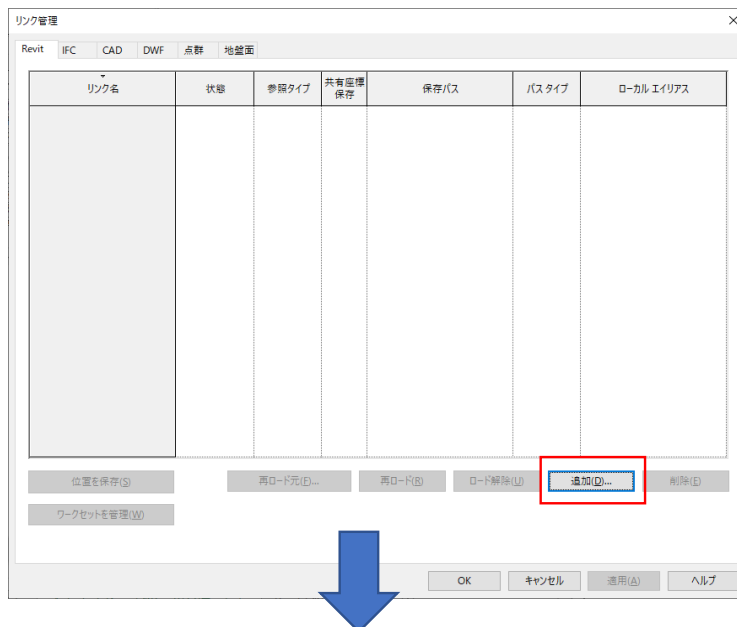 リンク管理
Revit IFC CAD DWF 点群 地盤面
リンク名 状態 参照タイプ 共有座標 保存 保存パス パス タイプ ローカル エイリアス
位置を保存(S) 再ロード元(F)... 再ロード(R) ロード解除(U) 追加(D)... 削除(E)
ワークセットを管理(W)
OK キャンセル 適用(A) ヘルプ